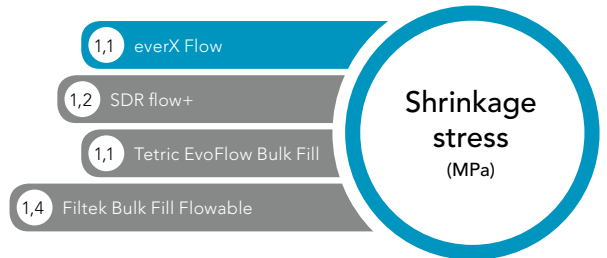 1,1 everX Flow
1,2 SDR flow+
1,1 Tetric EvoFlow Bulk Fill
1,4 Filtek Bulk Fill Flowable
Shrinkage
stress
(MPa)